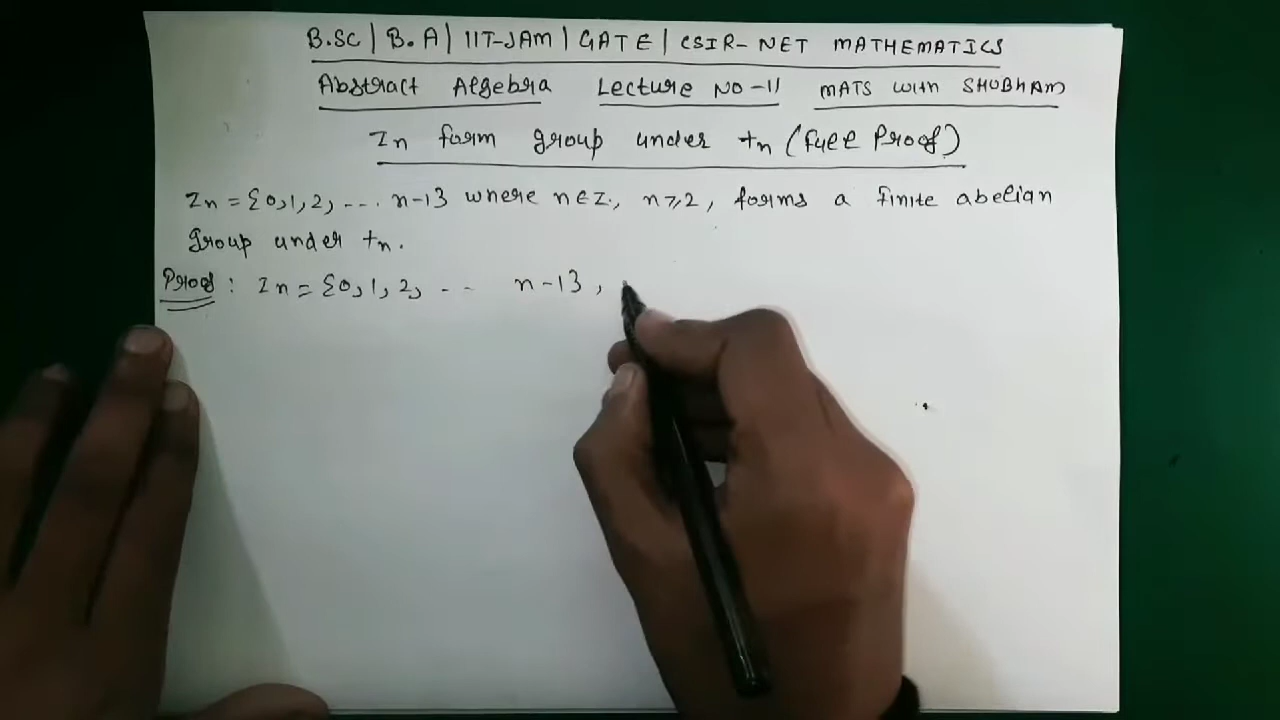 B.SC | B.A | IIT-JAM | GATE | CSIR-NET MATHEMATICS
Abstract Algebra Lecture NO-11 MATS with SHUBHAM
Zn form group under +n (full Proof)
Zn = {0, 1, 2, ... n-1} where n∈Z, n≥2, forms a finite abelian
group under +n.
Proof: Zn = {0, 1, 2, .. n-1},